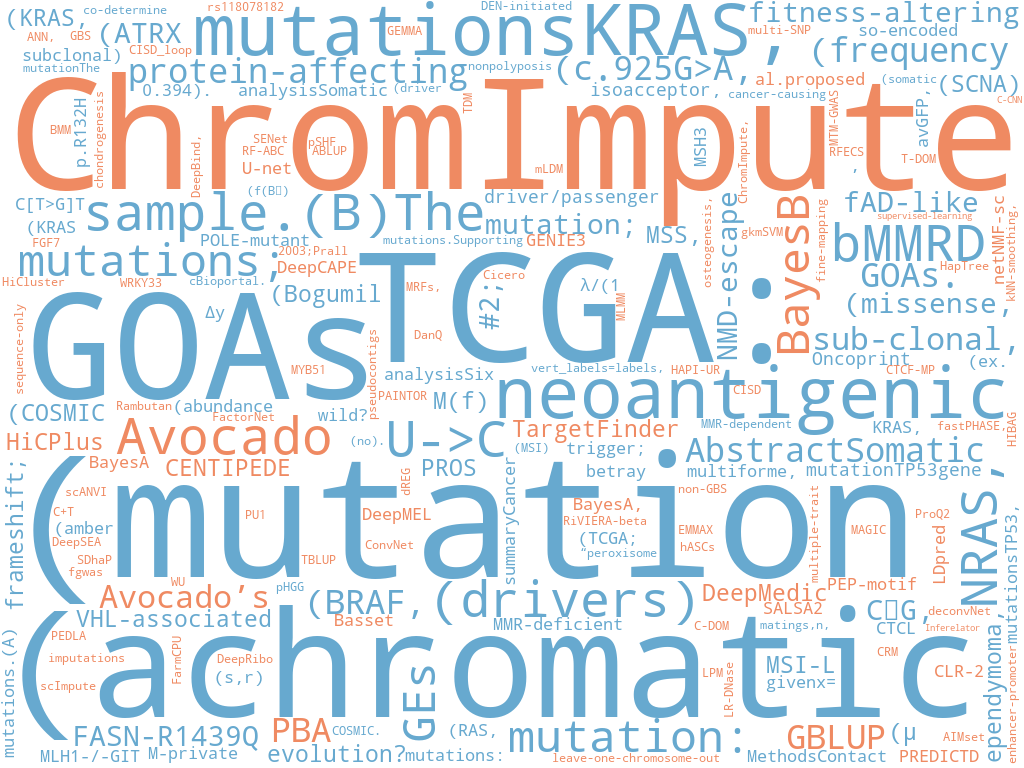 (KRAS,
co-determine
rs118078182
mutations
KRAS,
DEN-initiated
fitness-altering
ANN,
GBS
(ATRX
GEMMA
multi-SNP
so-encoded
subclonal)
CISD_loop
(frequency
mutationThe
protein-affecting
nonpolyposis
(c.925G>A,
al.proposed
(somatic
(SCNA)
0.394).
analysisSomatic
(driver
isoacceptor,
cancer-causing
C-CNN
ChromImpute
BMM
p.R132H
chondrogenesis
TDM
MTM-GWAS
avGFP,
DeepBind,
SENet
pSHF
RF-ABC
ABLUP
MSH3
ChromImpute,
RFECS
T-DOM
U-net
mLDM
,
C[T>G]T
sample.(B)The
driver/passenger
fAD-like
(KRAS
mutation;
MSS,
NMD-escape
osteogenesis,
BayesB
fine-mapping
supervised-learning
netNMF-sc
kNN-smoothing,
FGF7
POLE-mutant
mutations.Supporting
GENIE3
gkmSVM
bMMRD
mutations;
2003;Prall
DeepCAPE
Cicero
HapTree
HiCluster
WRKY33
cBioportal.
(Bogumil
MRFs,
#2;
λ/(1
MLMM
GOAs.
(missense,
GOAs
TCGA:
Δy
DanQ
sequence-only
pseudocontigs
sub-clonal,
MYB51
analysisSix
vert_labels=labels,
HAPI-UR
Oncoprint
(ex.
CTCF-MP
PAINTOR
M(f)
neoantigenic
CISD
(COSMIC
Rambutan
(abundance
FactorNet
wild?
MMR-dependent
KRAS,
fastPHASE,
HIBAG
HiCPlus
Avocado
(no).
U->C
TargetFinder
(MSI)
trigger;
AbstractSomatic
frameshift;
BayesA
CENTIPEDE
dREG
PROS
betray
multiforme,
mutationTP53gene
(mutation
scANVI
summaryCancer
non-GBS
multiple-trait
NRAS,
C+T
PU1
DeepMEL
BayesA,
RiVIERA-beta
ProQ2
(amber
EMMAX
MAGIC
DeepSEA
ConvNet
(TCGA;
hASCs
LDpred
mutationsTP53,
SDhaP
TBLUP
“peroxisome
fgwas
WU
pHGG
DeepMedic
PEP-motif
Avocado’s
(BRAF,
(drivers)
SALSA2
deconvNet
VHL-associated
Basset
MMR-deficient
C-DOM
matings,n,
CTCL
Inferelator
(achromatic
PEDLA
CRM
mutations.(A)
imputations
FarmCPU
DeepRibo
GEs
LPM
LR-DNase
MSI-L
CLR-2
ependymoma,
enhancer-promoter
scImpute
(s,r)
givenx=
FASN-R1439Q
PBA
COSMIC.
(RAS,
mutation:
GBLUP
(μ
AIMset
MLH1-/-GIT
M-private
evolution?
mutations:
leave-one-chromosome-out
MethodsContact
PREDICTD